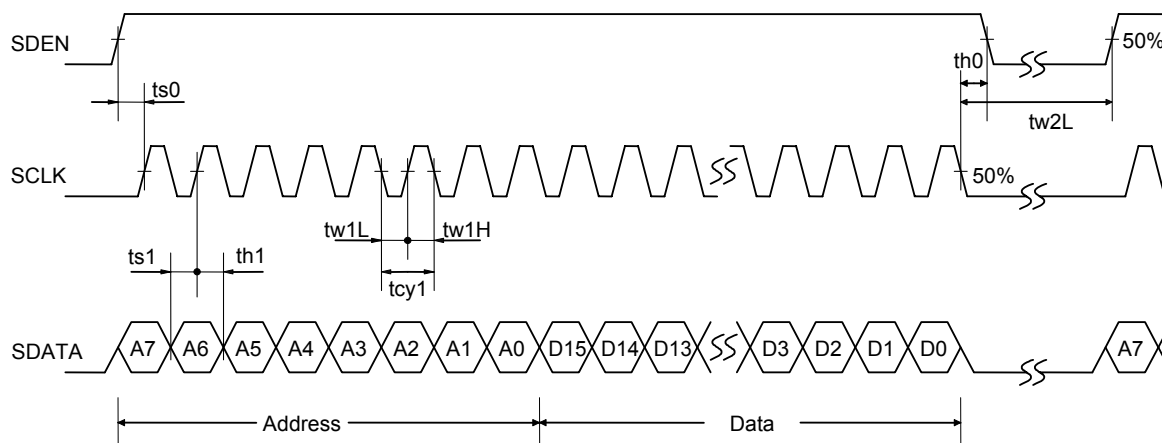 SDEN
50%
th0
ts0
tw2L
SCLK
50%
tw1L
tw1H
ts1
th1
tcy1
SDATA
A7 A6 A5 A4 A3 A2 A1 A0 D15 D14 D13 D3 D2 D1 D0 A7
Address Data